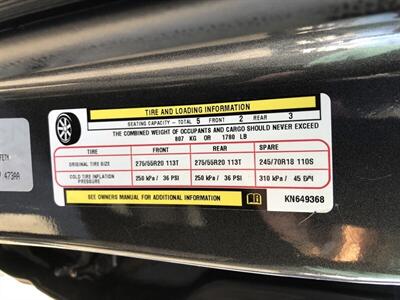 TIRE AND LOADING INFORMATION
SEATING CAPACITY - TOTAL 5 FRONT 2 REAR 3
THE COMBINED WEIGHT OF OCCUPANTS AND CARGO SHOULD NEVER EXCEED
807 KG OR 1780 LB
TIRE FRONT REAR SPARE
ORIGINAL TIRE SIZE 275/55R20 113T 275/55R20 113T 245/70R18 110S
COLD TIRE INFLATION PRESSURE 250 kPa / 36 PSI 250 kPa / 36 PSI 310 kPa / 45 PSI
SEE OWNERS MANUAL FOR ADDITIONAL INFORMATION
KN649368
473AA